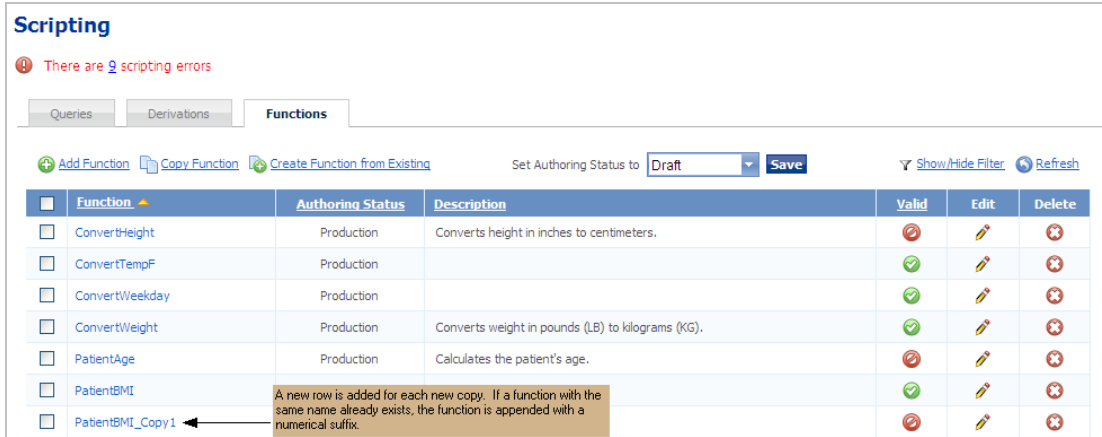 Scripting
There are 9 scripting errors
Queries Derivations Functions
Add Function Copy Function Create Function from Existing Set Authoring Status to Draft Save Show/Hide Filter Refresh
Function Authoring Status Description Valid Edit Delete
ConvertHeight Production Converts height in inches to centimeters.
ConvertTempF Production
ConvertWeekday Production
ConvertWeight Production Converts weight in pounds (LB) to kilograms (KG).
PatientAge Production Calculates the patient's age.
PatientBMI
A new row is added for each new copy. If a function with the
same name already exists, the function is appended with a
numerical suffix.
PatientBMI_Copy1